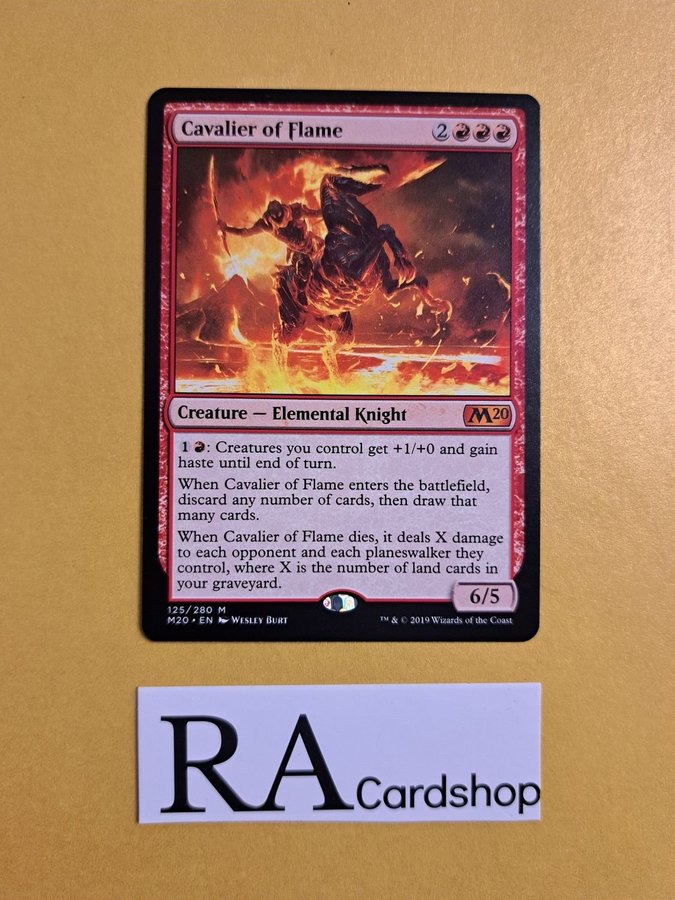 Cavalier of Flame 2
Creature — Elemental Knight M20
1 : Creatures you control get +1/+0 and gain
haste until end of turn.
When Cavalier of Flame enters the battlefield,
discard any number of cards, then draw that
many cards.
When Cavalier of Flame dies, it deals X damage
to each opponent and each planeswalker they
control, where X is the number of land cards in
your graveyard.
6/5
125/280 M
M20 • EN Wesley Burt ™ & © 2019 Wizards of the Coast
RA Cardshop